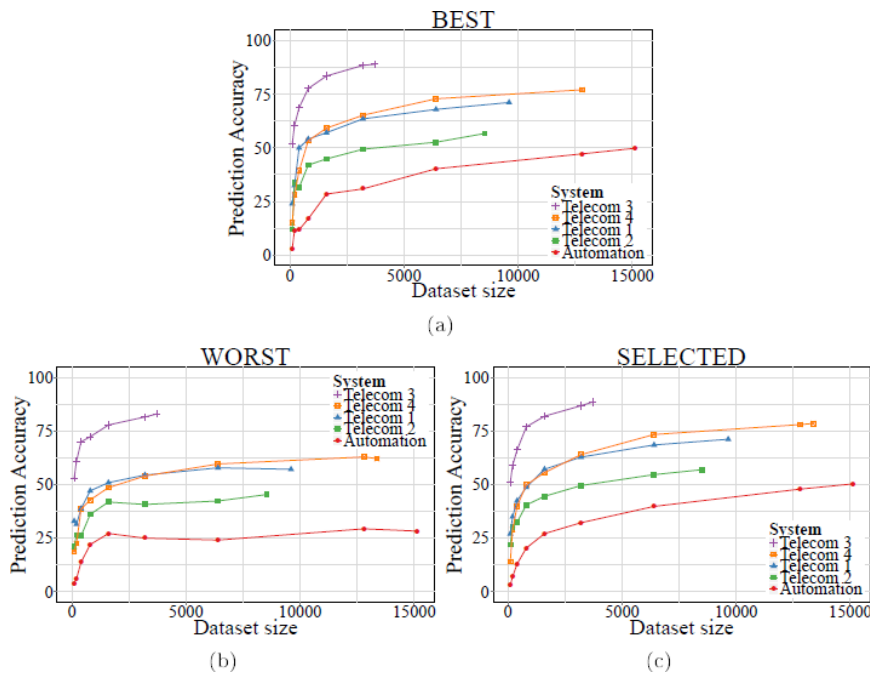 BEST
Prediction Accuracy
100
75
50
25
0
System
Telecom 3
Telecom 4
Telecom 1
Telecom 2
Automation
0 5000 10000 15000
Dataset size
(a)
WORST
Prediction Accuracy
100
75
50
25
0
System
Telecom 3
Telecom 4
Telecom 1
Telecom 2
Automation
0 5000 10000 15000
Dataset size
(b)
SELECTED
Prediction Accuracy
100
75
50
25
0
System
Telecom 3
Telecom 4
Telecom 1
Telecom 2
Automation
0 5000 10000 15000
Dataset size
(c)